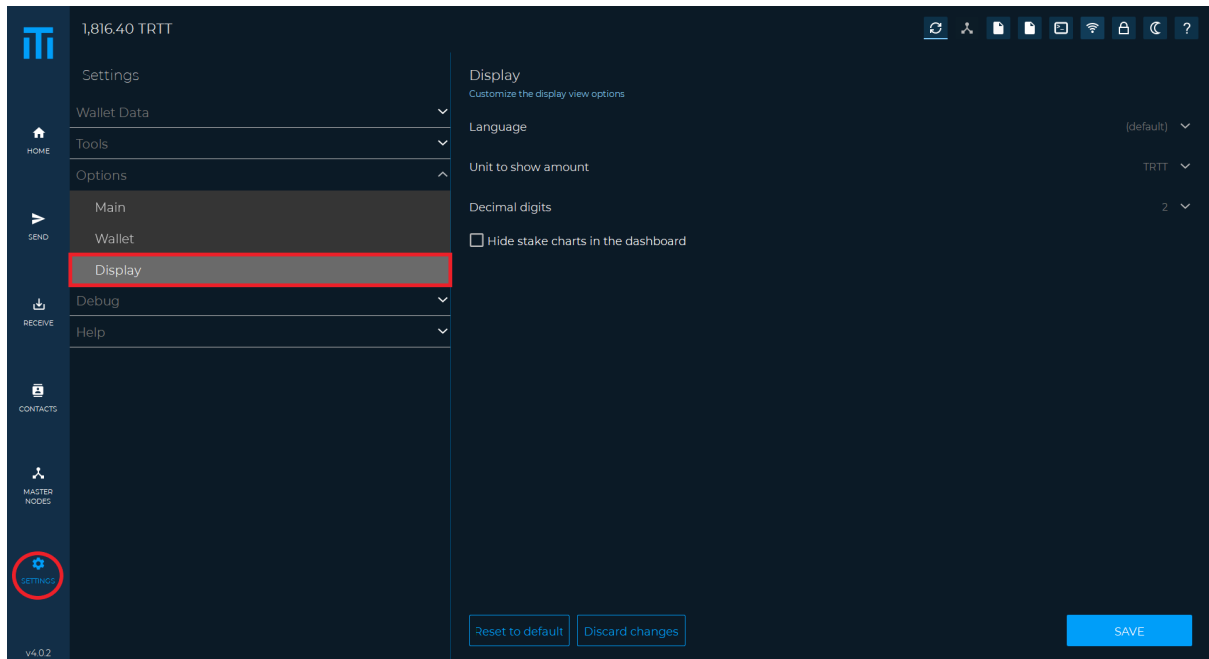 iTi
1,816.40 TRTT
?
HOME
SEND
RECEIVE
CONTACTS
MASTER
NODES
SETTINGS
v4.0.2
Settings
Wallet Data
Tools
Options
Main
Wallet
Display
Debug
Help
Display
Customize the display view options
Language (default)
Unit to show amount TRTT
Decimal digits 2
Hide stake charts in the dashboard
Reset to default Discard changes SAVE